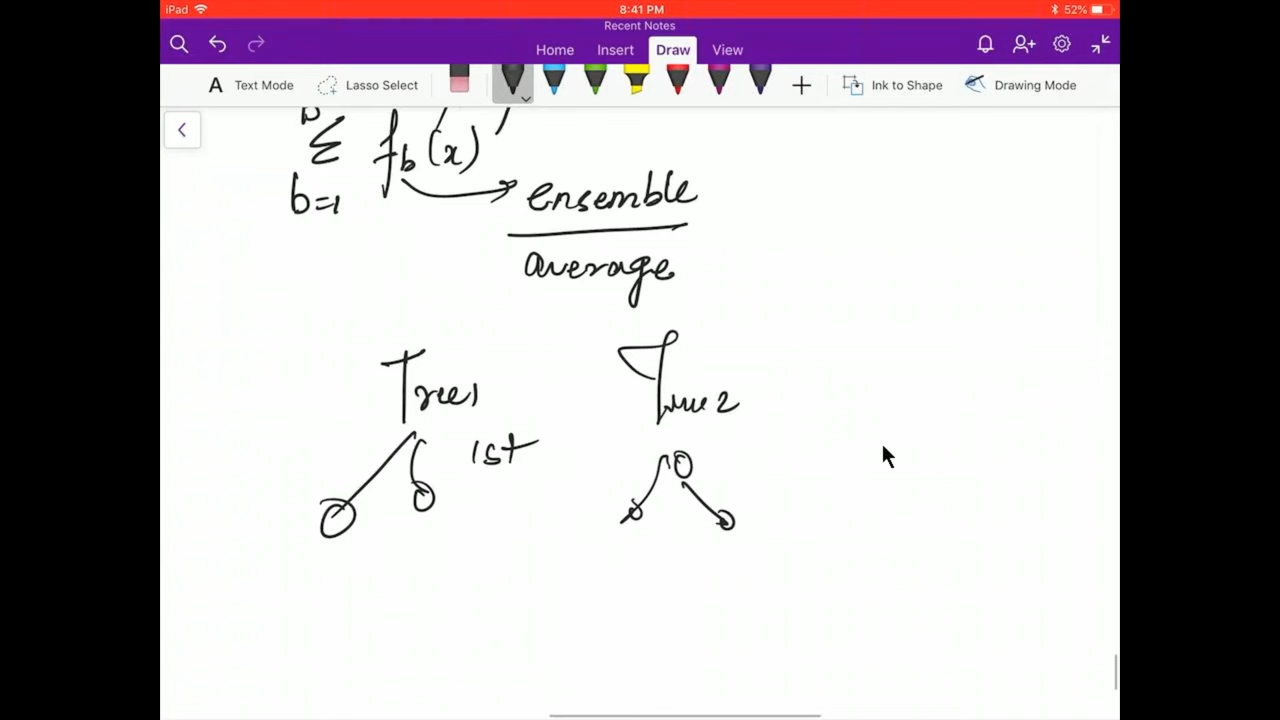 iPad 8:41 PM 52%
Recent Notes
Home Insert Draw View
Text Mode Lasso Select Ink to Shape Drawing Mode
Σ f_b (x)
b=1
ensemble
average
Tree1 Tree 2
1st